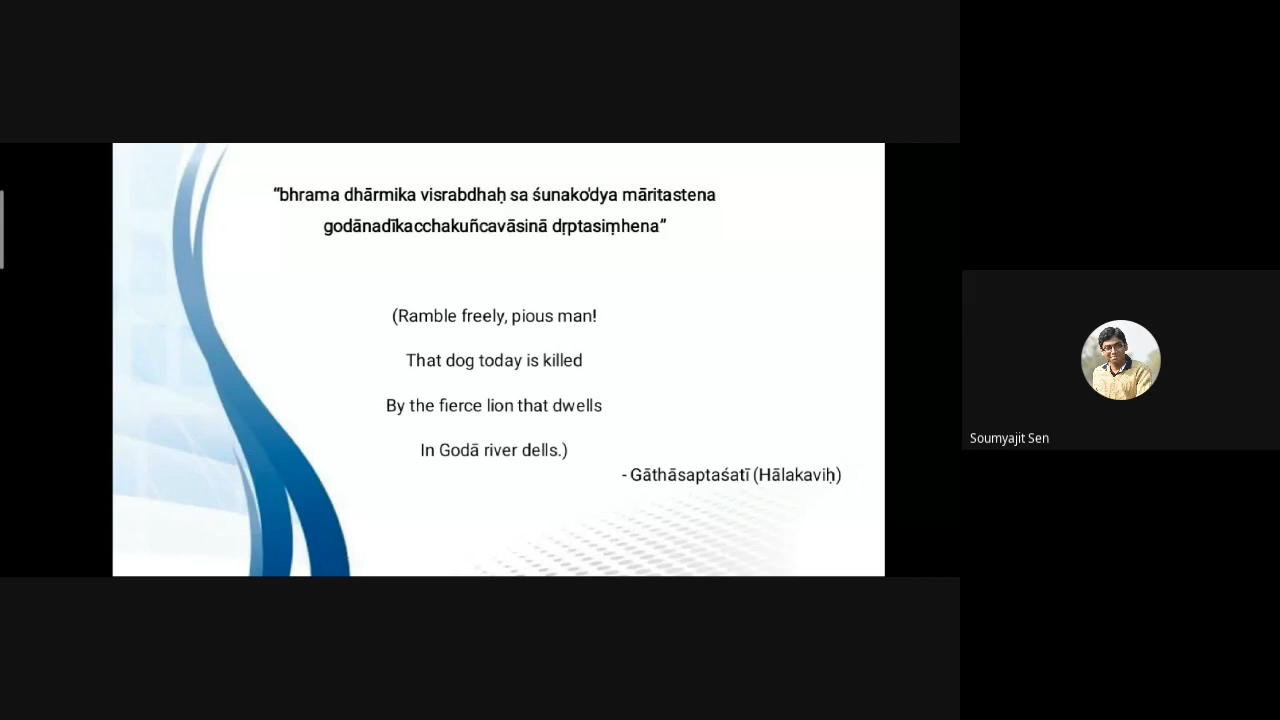 “bhrama dhārmika visrabdhaḥ sa śunako'dya māritastena
godānadīkacchakuñcavāsinā dṛptasiṃhena”
(Ramble freely, pious man!
That dog today is killed
By the fierce lion that dwells
In Godā river dells.)
- Gāthāsaptaśatī (Hālakaviḥ)
Soumyajit Sen